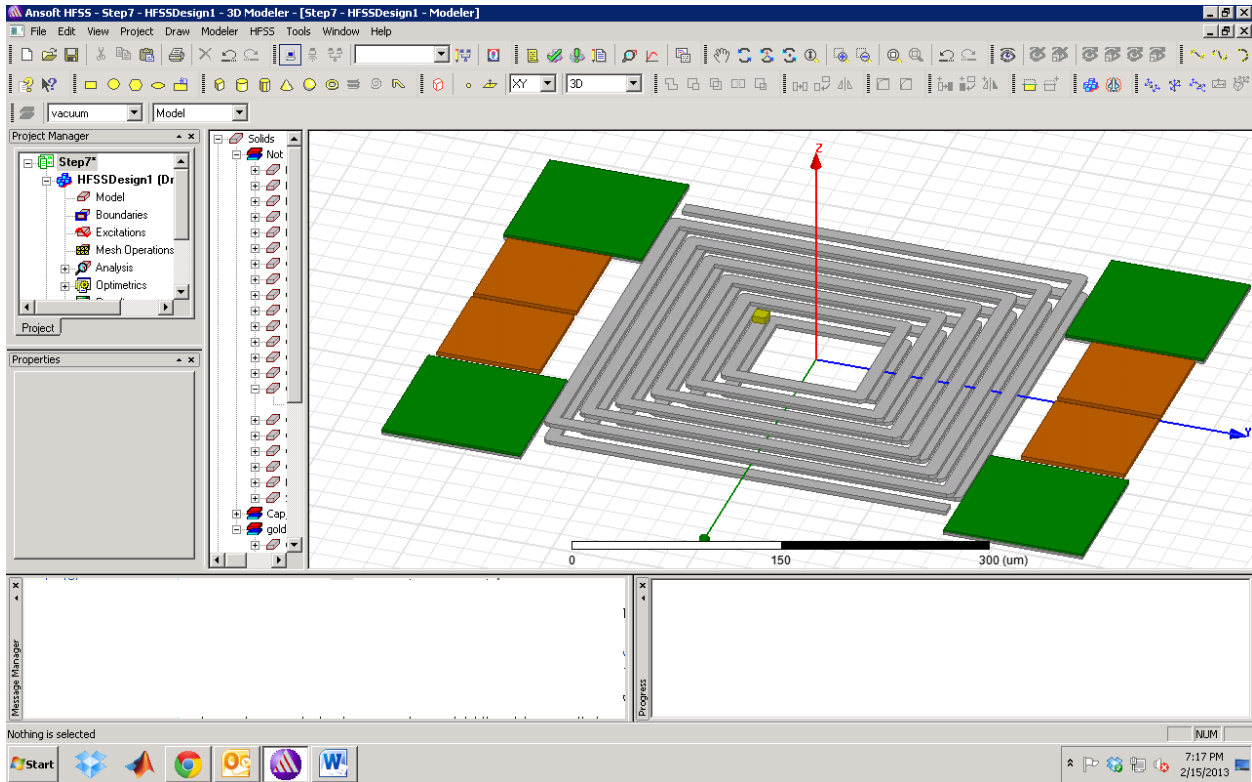 Ansoft HFSS - Step7 - HFSSDesign1 - 3D Modeler - [Step7 - HFSSDesign1 - Modeler]
File Edit View Project Draw Modeler HFSS Tools Window Help
XY 3D
vacuum Model
Project Manager
Step7*
HFSSDesign1 (Dr
Model
Boundaries
Excitations
Mesh Operations
Analysis
Optimetrics
Project
Properties
Solids
Not
Cap_
gold
Z
Y
0 150 300 (um)
Message Manager
Progress
Nothing is selected
NUM
Start
7:17 PM
2/15/2013